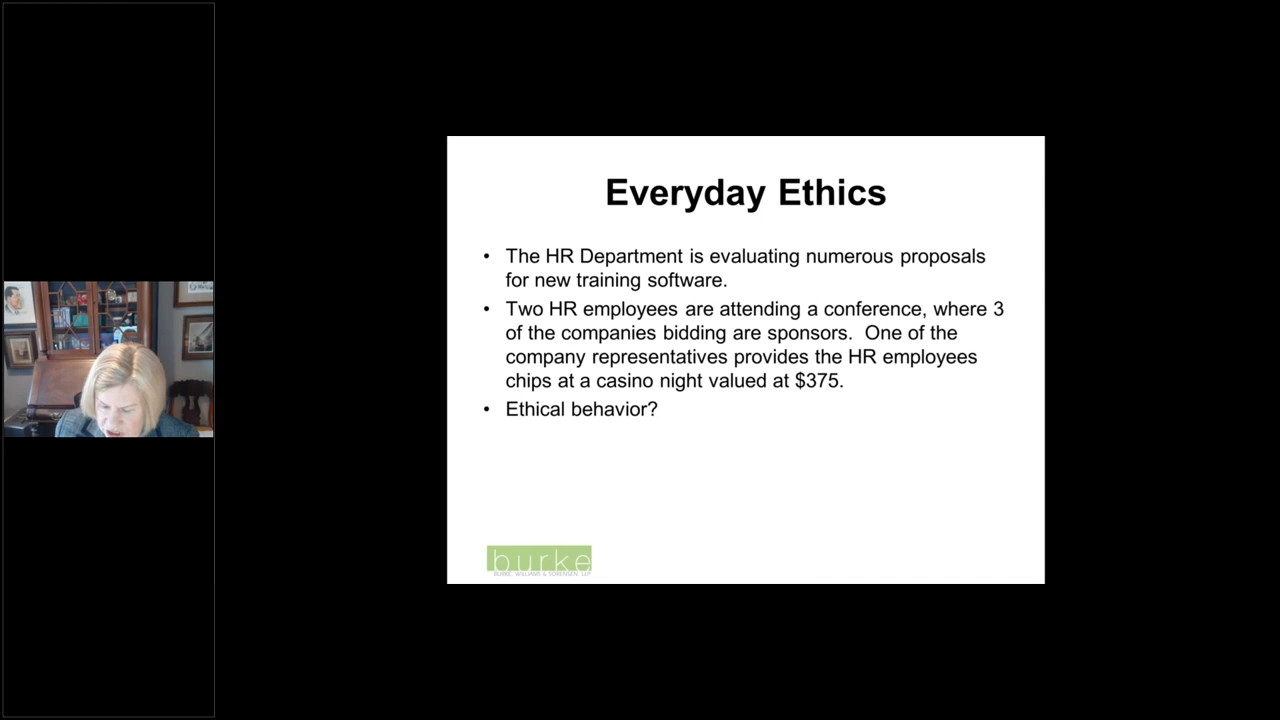 Everyday Ethics
• The HR Department is evaluating numerous proposals
for new training software.
• Two HR employees are attending a conference, where 3
of the companies bidding are sponsors.  One of the
company representatives provides the HR employees
chips at a casino night valued at $375.
• Ethical behavior?
burke
BURKE, WILLIAMS & SORENSEN, LLP